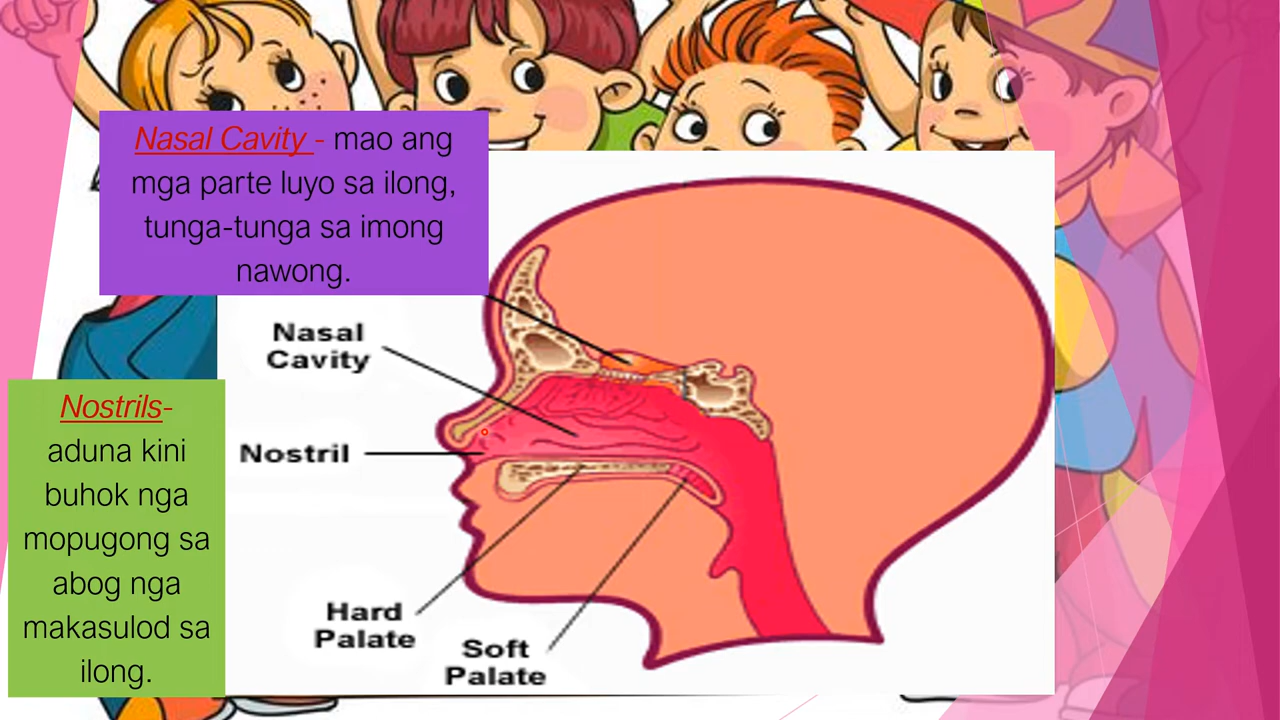 Nasal Cavity - mao ang
mga parte luyo sa ilong,
tunga-tunga sa imong
nawong.
Nasal
Cavity
Nostrils-
aduna kini
buhok nga
mopugong sa
abog nga
makasulod sa
ilong.
Nostril
Hard
Palate
Soft
Palate